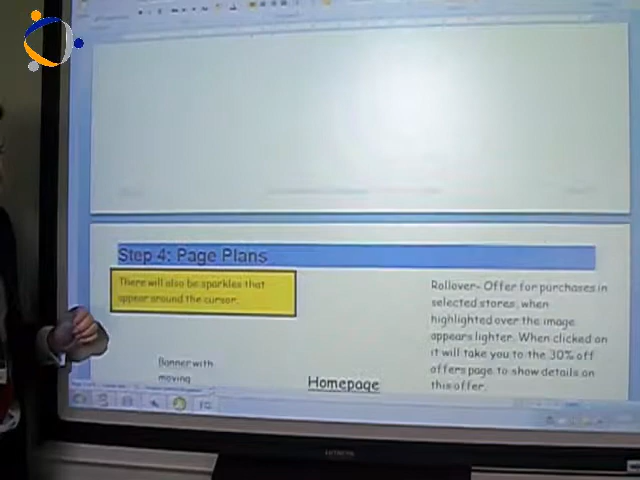 Step 4: Page Plans
There will also be sparkles that
appear around the cursor.
Rollover- Offer for purchases in
selected stores, when
highlighted over the image
appears lighter. When clicked on
it will take you to the 30% off
offers page to show details on
this offer.
Banner with
moving
Homepage
HITACHI